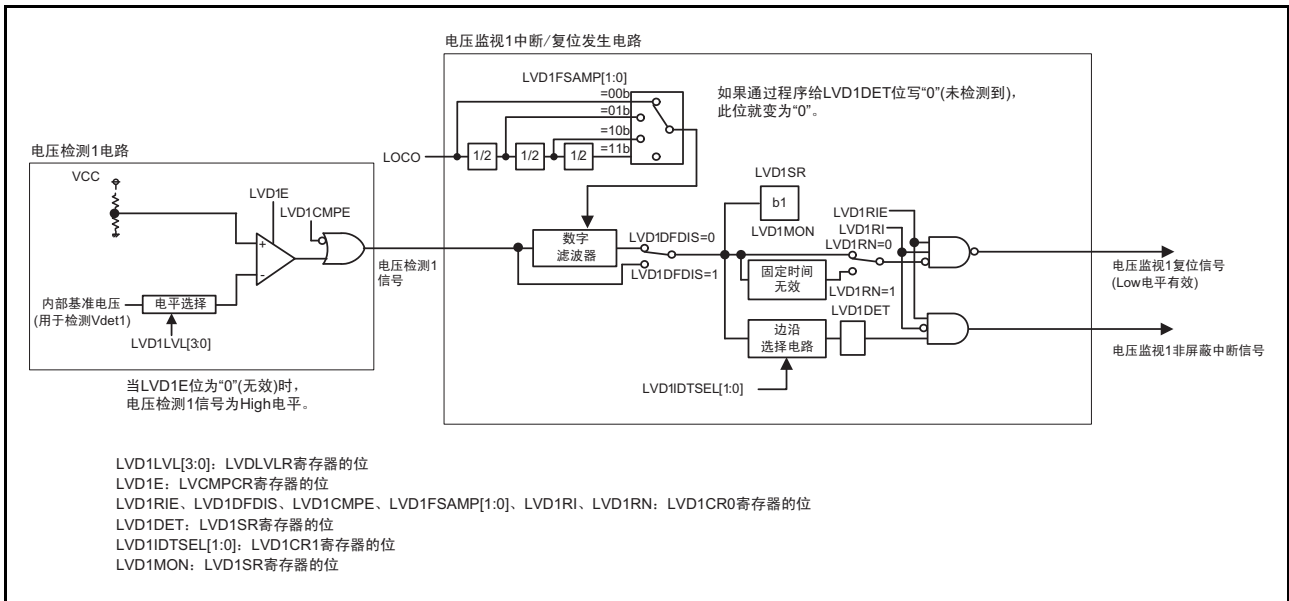 电压监视1中断/复位发生电路
LVD1FSAMP[1:0]
=00b
=01b
=10b
=11b
如果通过程序给LVD1DET位写“0”(未检测到),
此位就变为“0”。
电压检测1电路
VCC
LVD1E
LVD1CMPE
LOCO
1/2
1/2
1/2
LVD1SR
b1
LVD1MON
LVD1RIE
LVD1RI
LVD1RN=0
数字
滤波器
LVD1DFDIS=0
LVD1DFDIS=1
+
-
电压检测1
信号
固定时间
无效
LVD1RN=1
电压监视1复位信号
(Low电平有效)
内部基准电压
(用于检测Vdet1)
电平选择
LVD1LVL[3:0]
LVD1DET
边沿
选择电路
电压监视1非屏蔽中断信号
LVD1IDTSEL[1:0]
当LVD1E位为“0”(无效)时,
电压检测1信号为High电平。
LVD1LVL[3:0]：LVDLVLR寄存器的位
LVD1E：LVCMPCR寄存器的位
LVD1RIE、LVD1DFDIS、LVD1CMPE、LVD1FSAMP[1:0]、LVD1RI、LVD1RN：LVD1CR0寄存器的位
LVD1DET：LVD1SR寄存器的位
LVD1IDTSEL[1:0]：LVD1CR1寄存器的位
LVD1MON：LVD1SR寄存器的位